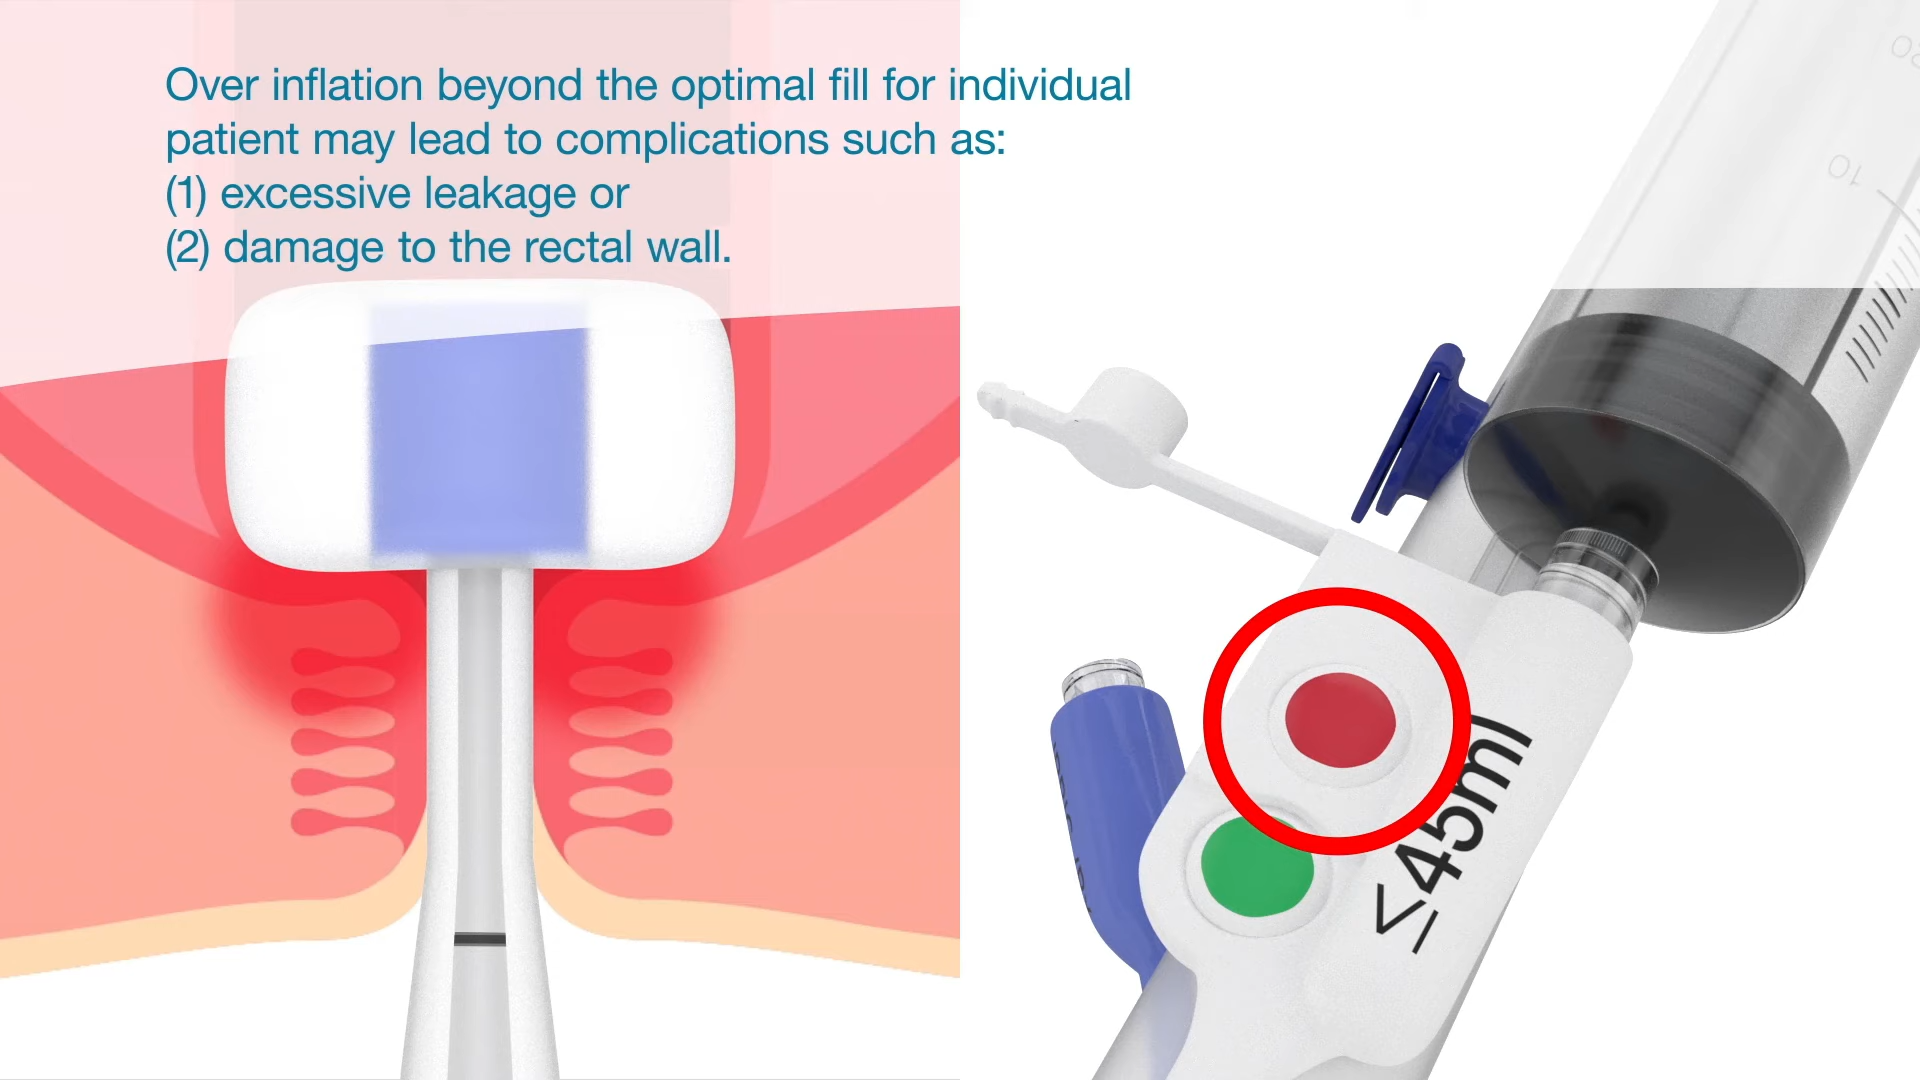 Over inflation beyond the optimal fill for individual
patient may lead to complications such as:
(1) excessive leakage or
(2) damage to the rectal wall.
10
≤45ml